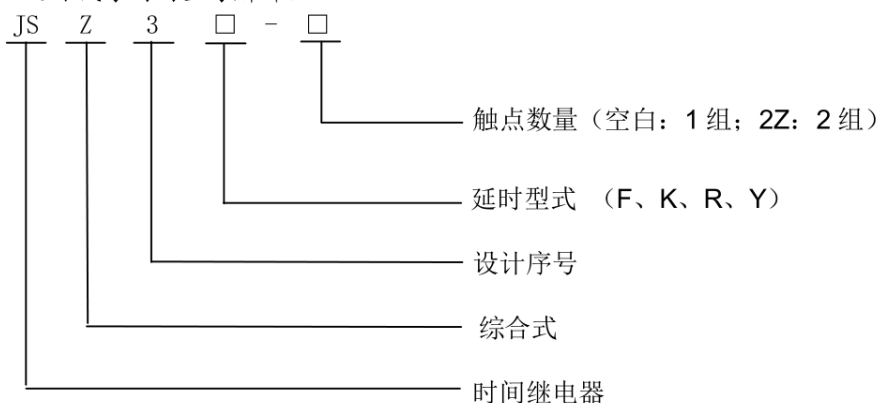 JS Z 3 □ - □
触点数量（空白：1组；2Z：2组）
延时型式 （F、K、R、Y）
设计序号
综合式
时间继电器